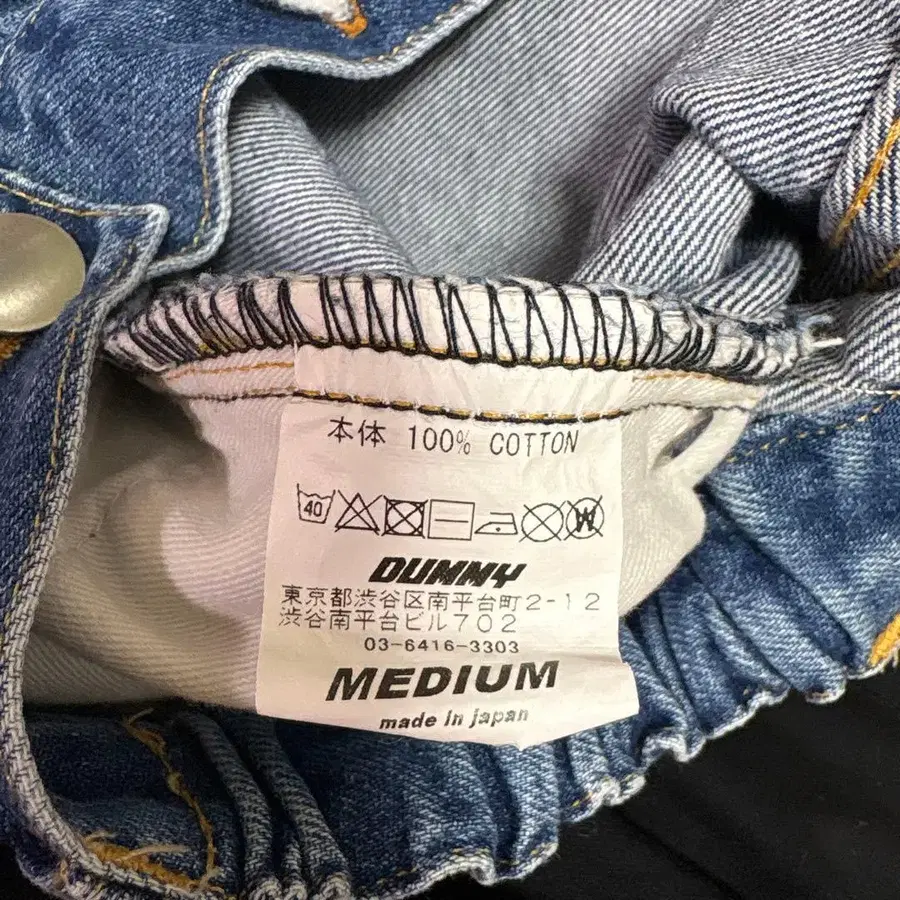 本体 100% COTTON
40 W
DUMMY
東京都渋谷区南平台町2-12
渋谷南平台ビル702
03-6416-3303
MEDIUM
made in japan